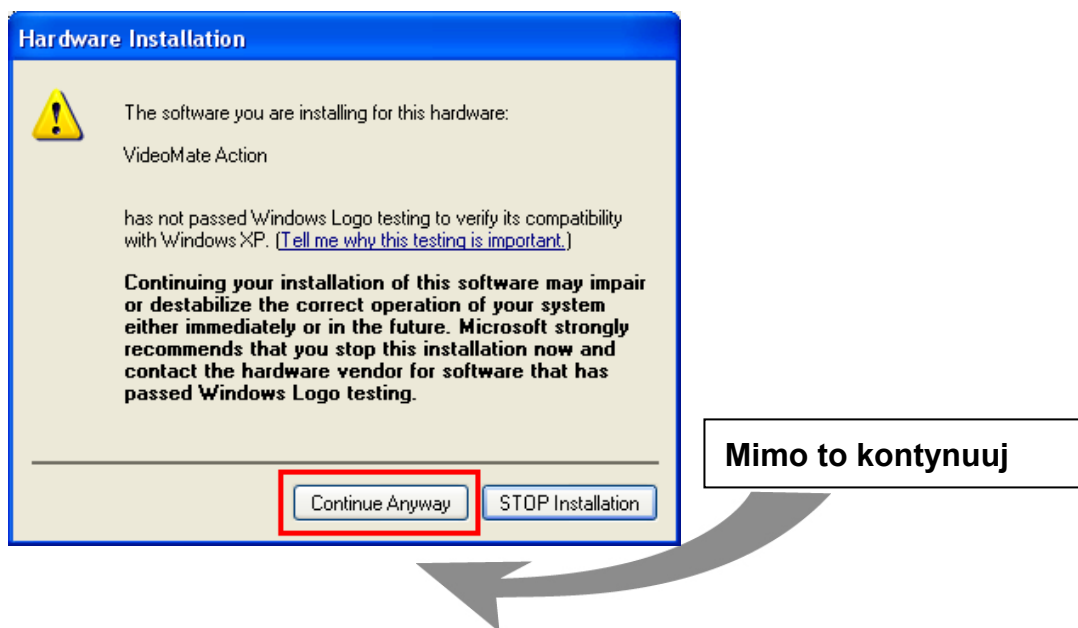 Hardware Installation
The software you are installing for this hardware:
VideoMate Action
has not passed Windows Logo testing to verify its compatibility
with Windows XP. (Tell me why this testing is important.)
Continuing your installation of this software may impair
or destabilize the correct operation of your system
either immediately or in the future. Microsoft strongly
recommends that you stop this installation now and
contact the hardware vendor for software that has
passed Windows Logo testing.
Mimo to kontynuuj
Continue Anyway
STOP Installation